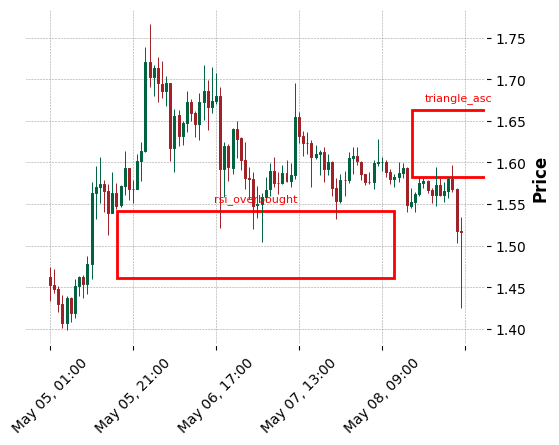 1.75
1.70
triangle_asc
1.65
1.60
Price
rsi_overbought
1.55
1.50
1.45
1.40
May 05, 01:00
May 05, 21:00
May 06, 17:00
May 07, 13:00
May 08, 09:00